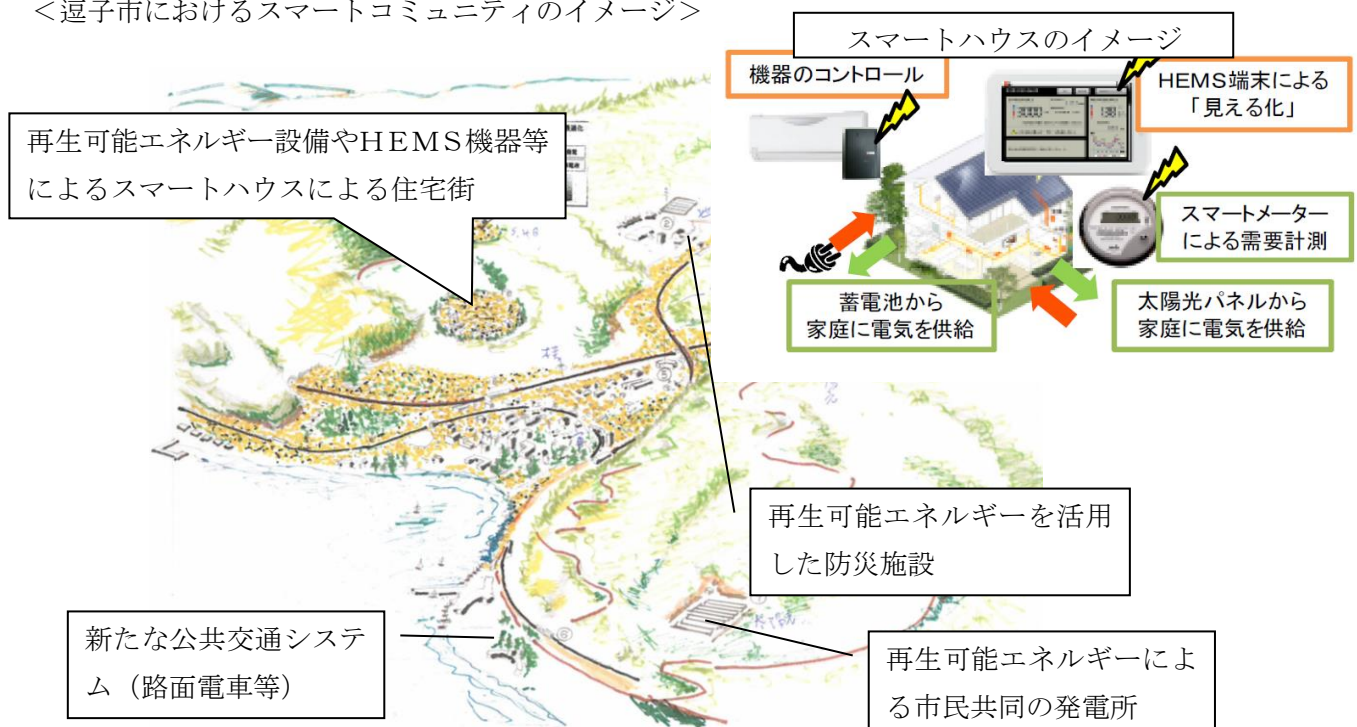 ＜逗子市におけるスマートコミュニティのイメージ＞
スマートハウスのイメージ
機器のコントロール
HEMS端末による
「見える化」
再生可能エネルギー設備やＨＥＭＳ機器等
によるスマートハウスによる住宅街
スマートメーター
による需要計測
蓄電池から
家庭に電気を供給
太陽光パネルから
家庭に電気を供給
再生可能エネルギーを活用
した防災施設
新たな公共交通システ
ム（路面電車等）
再生可能エネルギーによ
る市民共同の発電所
②
⑤
⑥